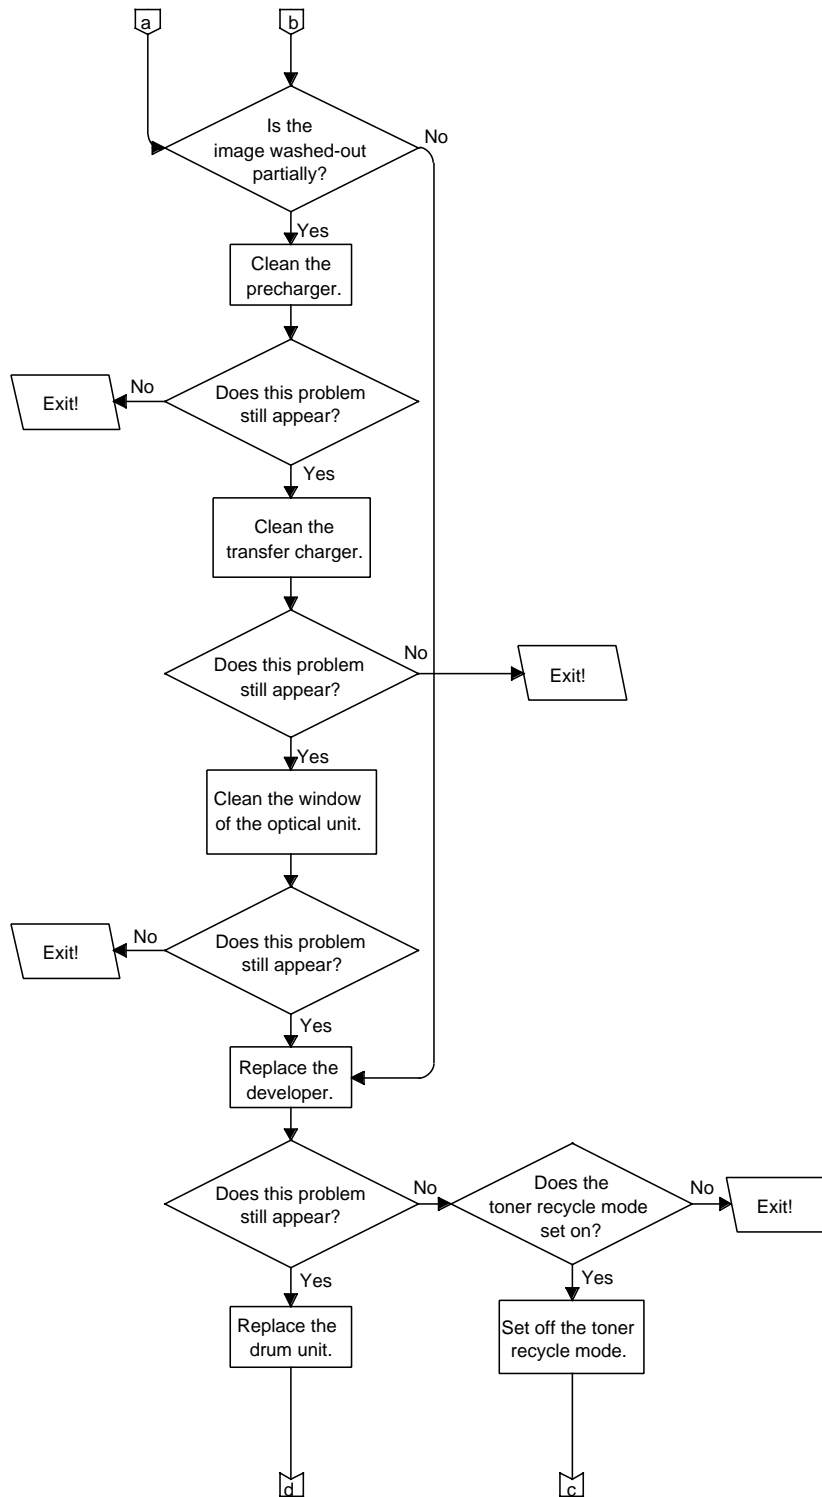 a
b
Is the
image washed-out
partially?
No
Yes
Clean the
precharger.
Does this problem
still appear?
No
Exit!
Yes
Clean the
transfer charger.
Does this problem
still appear?
No
Exit!
Yes
Clean the window
of the optical unit.
Does this problem
still appear?
No
Exit!
Yes
Replace the
developer.
Does this problem
still appear?
No
Does the
toner recycle mode
set on?
No
Exit!
Yes
Yes
Replace the
drum unit.
Set off the toner
recycle mode.
d
c